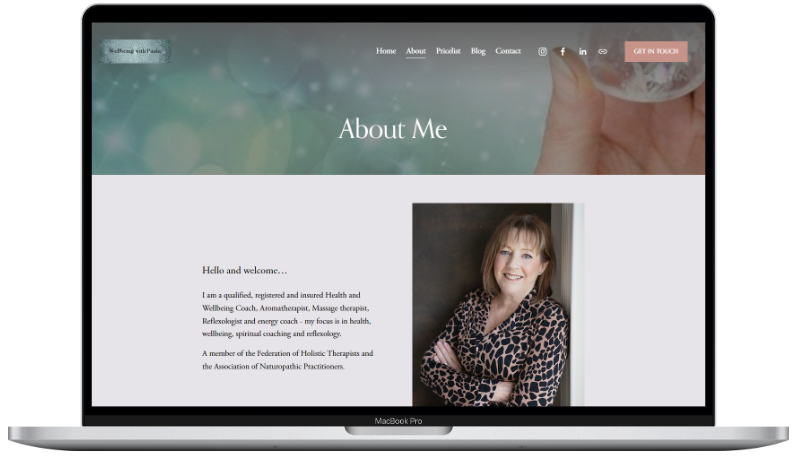 Wellbeing with Paula
Home About Pricelist Blog Contact
GET IN TOUCH
About Me
Hello and welcome…
I am a qualified, registered and insured Health and
Wellbeing Coach, Aromatherapist, Massage therapist,
Reflexologist and energy coach - my focus is in health,
wellbeing, spiritual coaching and reflexology.
A member of the Federation of Holistic Therapists and
the Association of Naturopathic Practitioners.
MacBook Pro